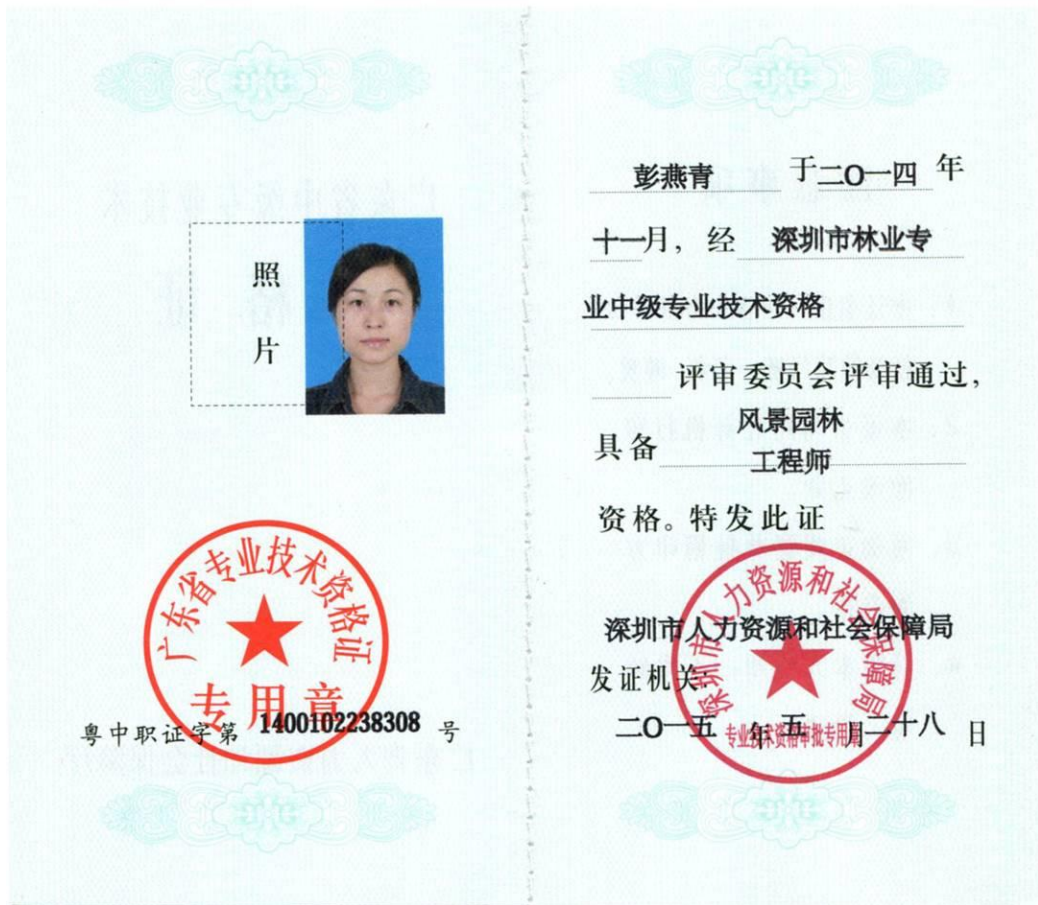 照
片
广东省专业技术资格证
专用章
粤中职证字第 1400102238308 号
彭燕青 于二O一四 年
十一月，经 深圳市林业专
业中级专业技术资格
评审委员会评审通过，
具备 风景园林
工程师
资格。特发此证
深圳市人力资源和社会保障局
深圳市人力资源和社会保障局
发证机关：
二O一五 年 五 月二十八 日
专业技术资格审批专用章